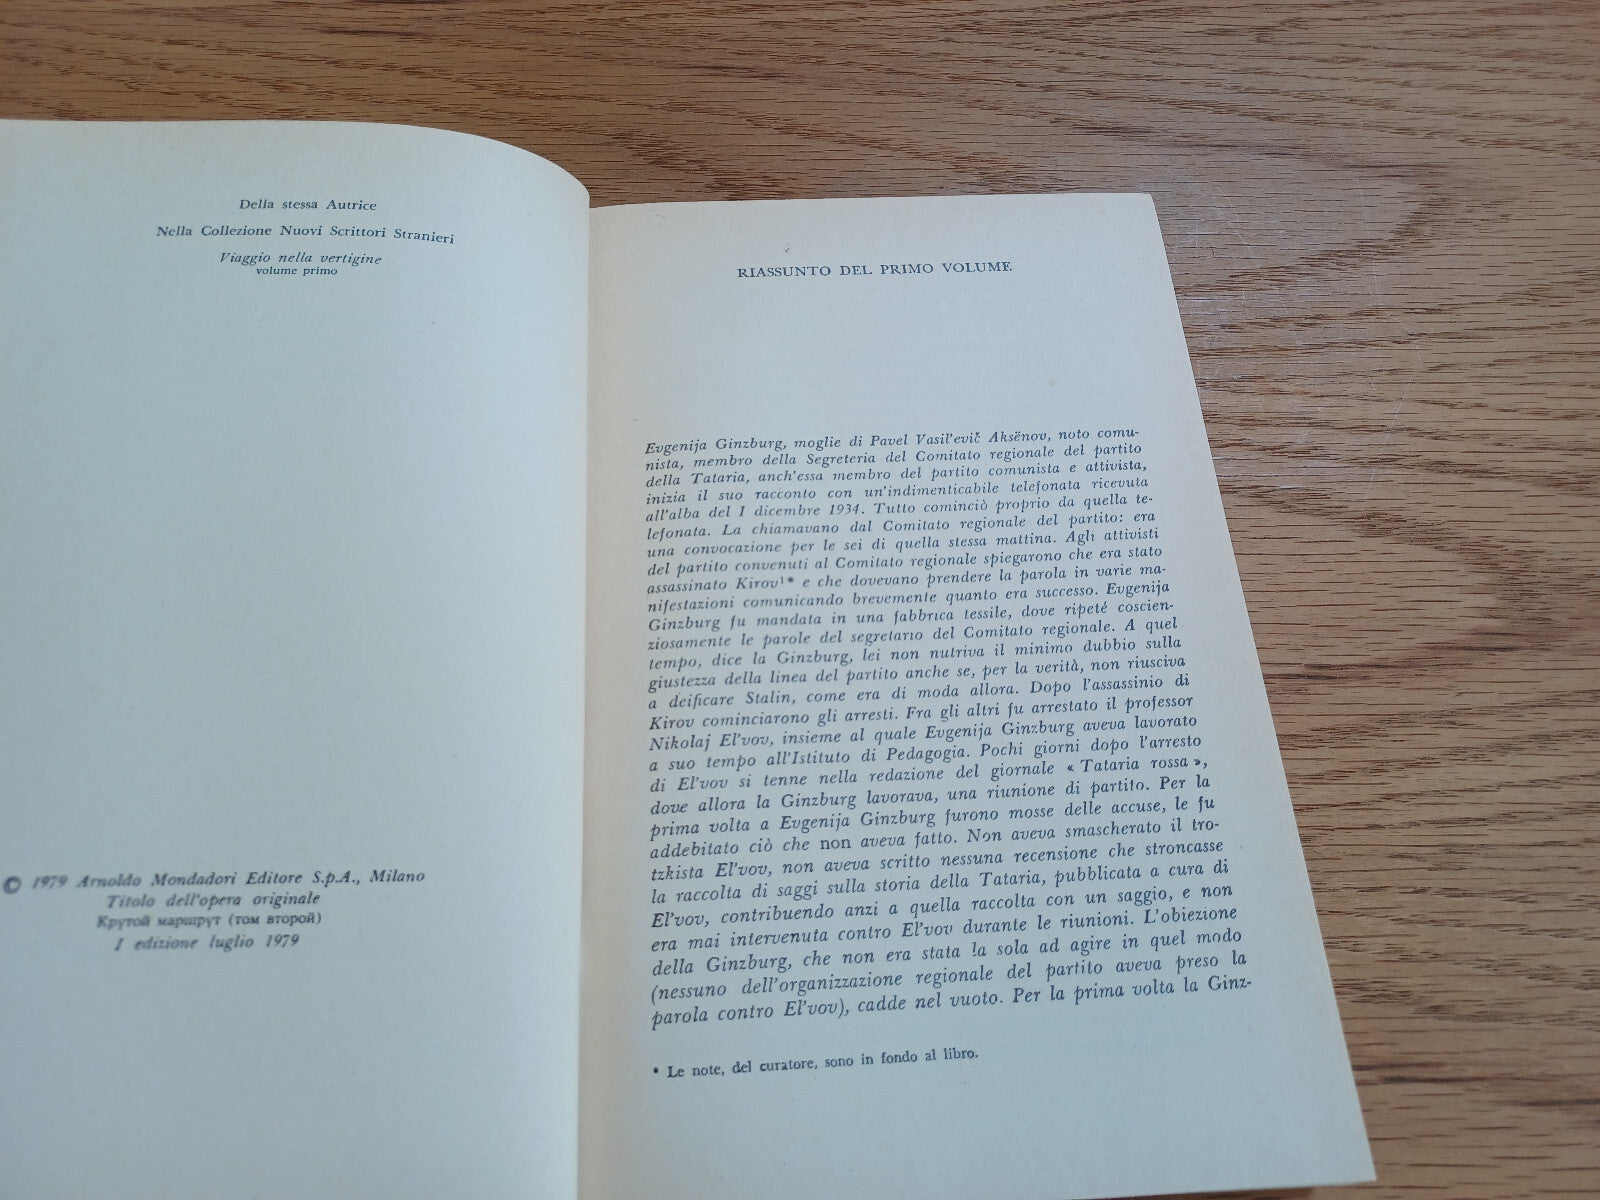 Della stessa Autrice
Nella Collezione Nuovi Scrittori Stranieri
Viaggio nella vertigine
volume primo
© 1979 Arnoldo Mondadori Editore S.p.A., Milano
Titolo dell'opera originale
Крутой маршрут (том второй)
I edizione luglio 1979
RIASSUNTO DEL PRIMO VOLUME
Evgenija Ginzburg, moglie di Pavel Vasil'evič Aksënov, noto comu-
nista, membro della Segreteria del Comitato regionale del partito
della Tataria, anch'essa membro del partito comunista e attivista,
inizia il suo racconto con un'indimenticabile telefonata ricevuta
all'alba del I dicembre 1934. Tutto cominciò proprio da quella te-
lefonata. La chiamavano dal Comitato regionale del partito: era
una convocazione per le sei di quella stessa mattina. Agli attivisti
del partito convenuti al Comitato regionale spiegarono che era stato
assassinato Kirov¹* e che dovevano prendere la parola in varie ma-
nifestazioni comunicando brevemente quanto era successo. Evgenija
Ginzburg fu mandata in una fabbrica tessile, dove ripeté coscien-
ziosamente le parole del segretario del Comitato regionale. A quel
tempo, dice la Ginzburg, lei non nutriva il minimo dubbio sulla
giustezza della linea del partito anche se, per la verità, non riusciva
a deificare Stalin, come era di moda allora. Dopo l'assassinio di
Kirov cominciarono gli arresti. Fra gli altri fu arrestato il professor
Nikolaj El'vov, insieme al quale Evgenija Ginzburg aveva lavorato
a suo tempo all'Istituto di Pedagogia. Pochi giorni dopo l'arresto
di El'vov si tenne nella redazione del giornale « Tataria rossa »,
dove allora la Ginzburg lavorava, una riunione di partito. Per la
prima volta a Evgenija Ginzburg furono mosse delle accuse, le fu
addebitato ciò che non aveva fatto. Non aveva smascherato il tro-
tzkista El'vov, non aveva scritto nessuna recensione che stroncasse
la raccolta di saggi sulla storia della Tataria, pubblicata a cura di
El'vov, contribuendo anzi a quella raccolta con un saggio, e non
era mai intervenuta contro El'vov durante le riunioni. L'obiezione
della Ginzburg, che non era stata la sola ad agire in quel modo
(nessuno dell'organizzazione regionale del partito aveva preso la
parola contro El'vov), cadde nel vuoto. Per la prima volta la Ginz-
* Le note, del curatore, sono in fondo al libro.